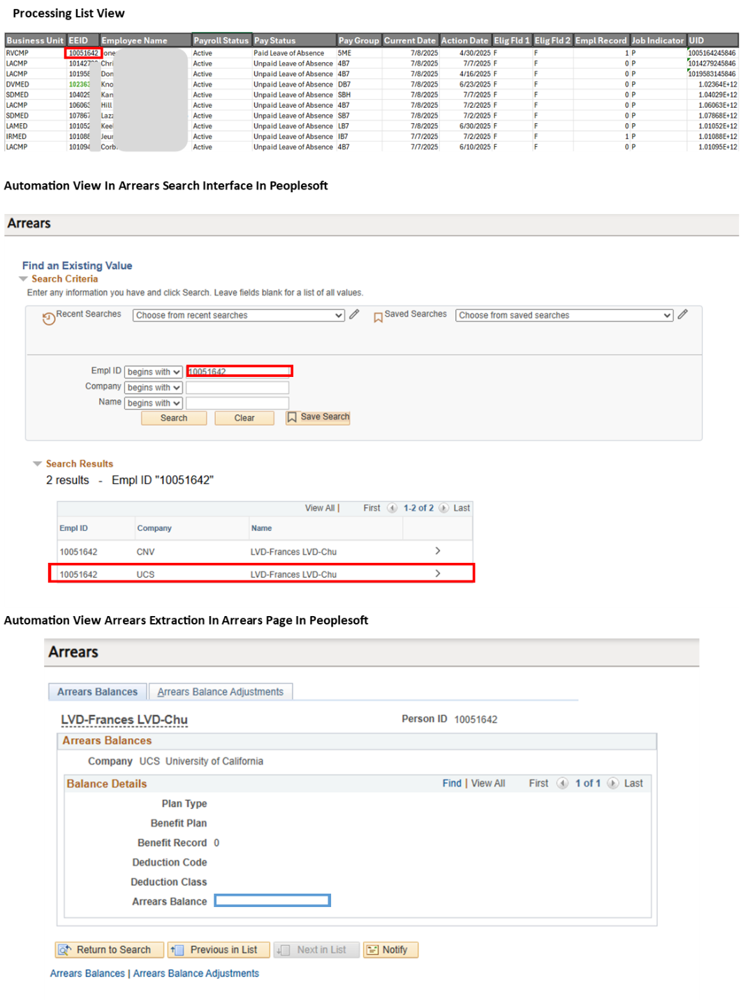 Processing List View
Business Unit EEID Employee Name Payroll Status Pay Status Pay Group Current Date Action Date Elig Fld 1 Elig Fld 2 Empl Record Job Indicator UID
RVCMP 10051642 Active Paid Leave of Absence 5ME 7/8/2025 4/30/2025 F F 1 P 1005164245846
LACMP 10142 Chri Active Unpaid Leave of Absence 4B7 7/8/2025 7/7/2025 F F 0 P 1014279245846
LACMP 10195 Don Active Unpaid Leave of Absence 4B7 7/8/2025 4/16/2025 F F 0 P 1019583145846
DVMED 10236 Kno Active Unpaid Leave of Absence DB7 7/8/2025 6/23/2025 F F 0 P 1.02364E+12
SDMED 10402 Kan Active Unpaid Leave of Absence SBH 7/8/2025 7/7/2025 F F 0 P 1.04029E+12
LACMP 10606 Hill Active Unpaid Leave of Absence 4B7 7/8/2025 7/2/2025 F F 0 P 1.06063E+12
SDMED 10786 Laz Active Unpaid Leave of Absence SB7 7/8/2025 7/2/2025 F F 0 P 1.07868E+12
LAMED 10105 Kee Active Unpaid Leave of Absence LB7 7/8/2025 6/30/2025 F F 0 P 1.01052E+12
IRMED 10108 Jeu Active Unpaid Leave of Absence IB7 7/7/2025 7/2/2025 F F 1 P 1.01088E+12
LACMP 10109 Corb Active Unpaid Leave of Absence 4B7 7/7/2025 6/10/2025 F F 0 P 1.01095E+12
Automation View In Arrears Search Interface In Peoplesoft
Arrears
Find an Existing Value
Search Criteria
Enter any information you have and click Search. Leave fields blank for a list of all values.
Recent Searches Choose from recent searches Saved Searches Choose from saved searches
Empl ID begins with 10051642
Company begins with
Name begins with
Search Clear Save Search
Search Results
2 results - Empl ID "10051642"
View All | First 1-2 of 2 Last
Empl ID Company Name
10051642 CNV LVD-Frances LVD-Chu
10051642 UCS LVD-Frances LVD-Chu
Automation View Arrears Extraction In Arrears Page In Peoplesoft
Arrears
Arrears Balances Arrears Balance Adjustments
LVD-Frances LVD-Chu Person ID 10051642
Arrears Balances
Company UCS University of California
Balance Details Find | View All First 1 of 1 Last
Plan Type
Benefit Plan
Benefit Record 0
Deduction Code
Deduction Class
Arrears Balance
Return to Search Previous in List Next in List Notify
Arrears Balances | Arrears Balance Adjustments